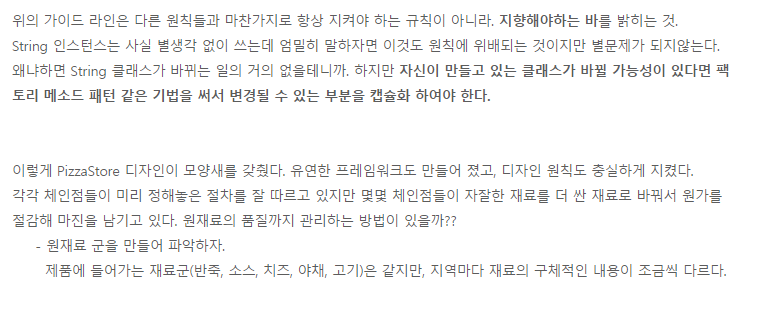 위의 가이드 라인은 다른 원칙들과 마찬가지로 항상 지켜야 하는 규칙이 아니라. 지향해야하는 바를 밝히는 것.
String 인스턴스는 사실 별생각 없이 쓰는데 엄밀히 말하자면 이것도 원칙에 위배되는 것이지만 별문제가 되지않는다.
왜냐하면 String 클래스가 바뀌는 일의 거의 없을테니까. 하지만 자신이 만들고 있는 클래스가 바뀔 가능성이 있다면 팩
토리 메소드 패턴 같은 기법을 써서 변경될 수 있는 부분을 캡슐화 하여야 한다.
이렇게 PizzaStore 디자인이 모양새를 갖췄다. 유연한 프레임워크도 만들어 졌고, 디자인 원칙도 충실하게 지켰다.
각각 체인점들이 미리 정해놓은 절차를 잘 따르고 있지만 몇몇 체인점들이 자잘한 재료를 더 싼 재료로 바꿔서 원가를
절감해 마진을 남기고 있다. 원재료의 품질까지 관리하는 방법이 있을까??
- 원재료 군을 만들어 파악하자.
제품에 들어가는 재료군(반죽, 소스, 치즈, 야채, 고기)은 같지만, 지역마다 재료의 구체적인 내용이 조금씩 다르다.